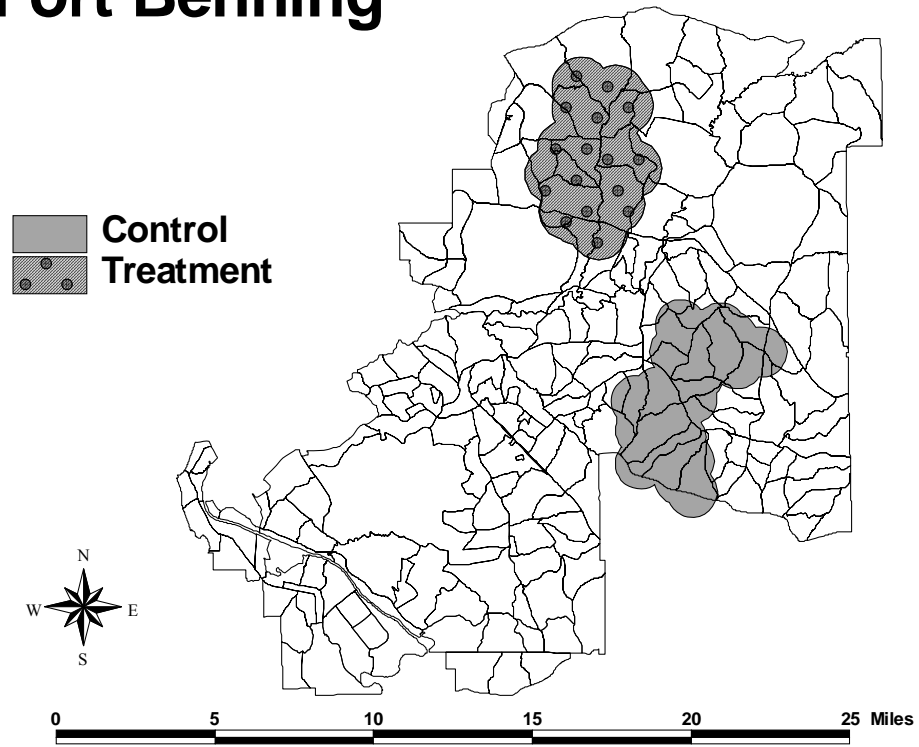 Fort Benning
Control
Treatment
N
W E
S
0 5 10 15 20 25 Miles